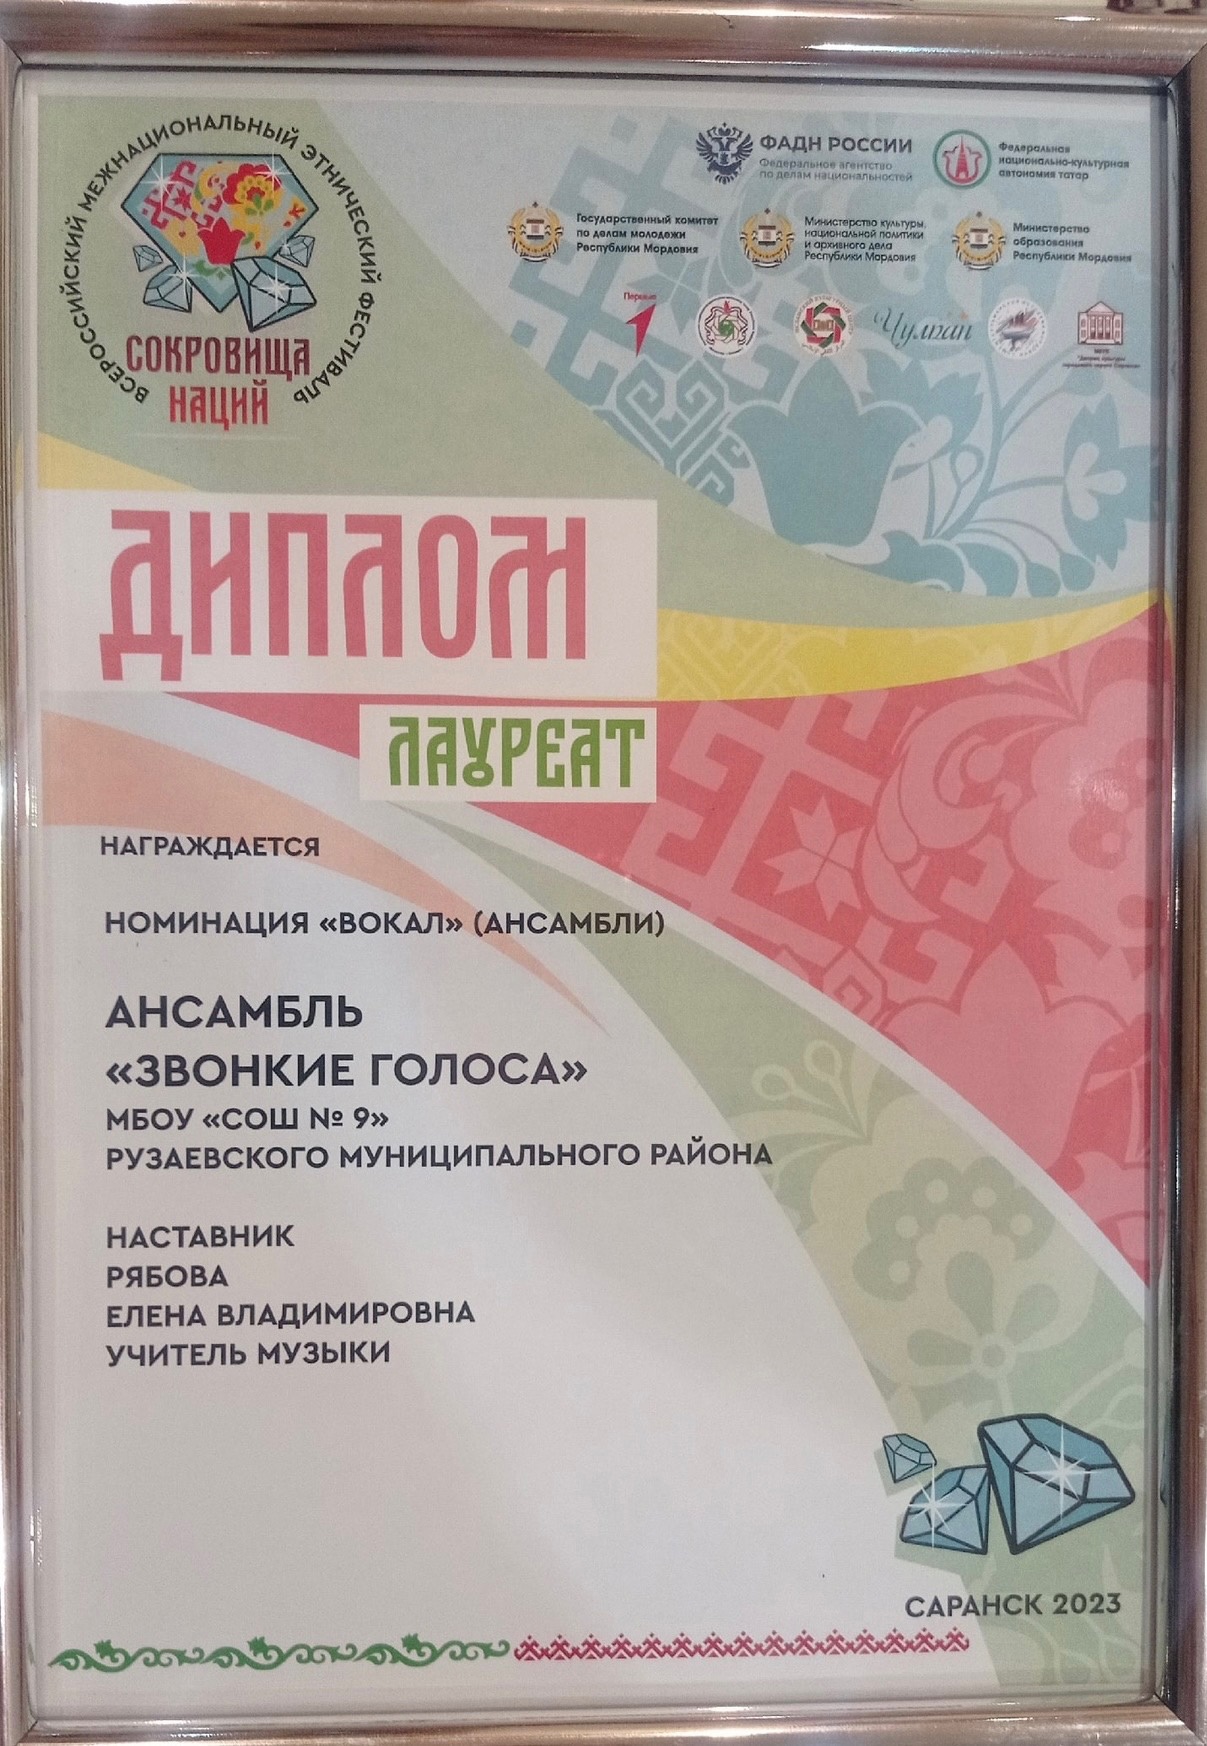 ВСЕРОССИЙСКИЙ МЕЖНАЦИОНАЛЬНЫЙ ЭТНИЧЕСКИЙ ФЕСТИВАЛЬ
СОКРОВИЩА
НАЦИЙ
ФАДН РОССИИ
Федеральное агентство
по делам национальностей
Федеральная
национально-культурная
автономия татар
Государственный комитет
по делам молодежи
Республики Мордовия
Министерство культуры,
национальной политики
и архивного дела
Республики Мордовия
Министерство
образования
Республики Мордовия
Первые
Чулпан
ДИПЛОМ
ЛАУРЕАТ
НАГРАЖДАЕТСЯ
НОМИНАЦИЯ «ВОКАЛ» (АНСАМБЛИ)
АНСАМБЛЬ
«ЗВОНКИЕ ГОЛОСА»
МБОУ «СОШ № 9»
РУЗАЕВСКОГО МУНИЦИПАЛЬНОГО РАЙОНА
НАСТАВНИК
РЯБОВА
ЕЛЕНА ВЛАДИМИРОВНА
УЧИТЕЛЬ МУЗЫКИ
САРАНСК 2023